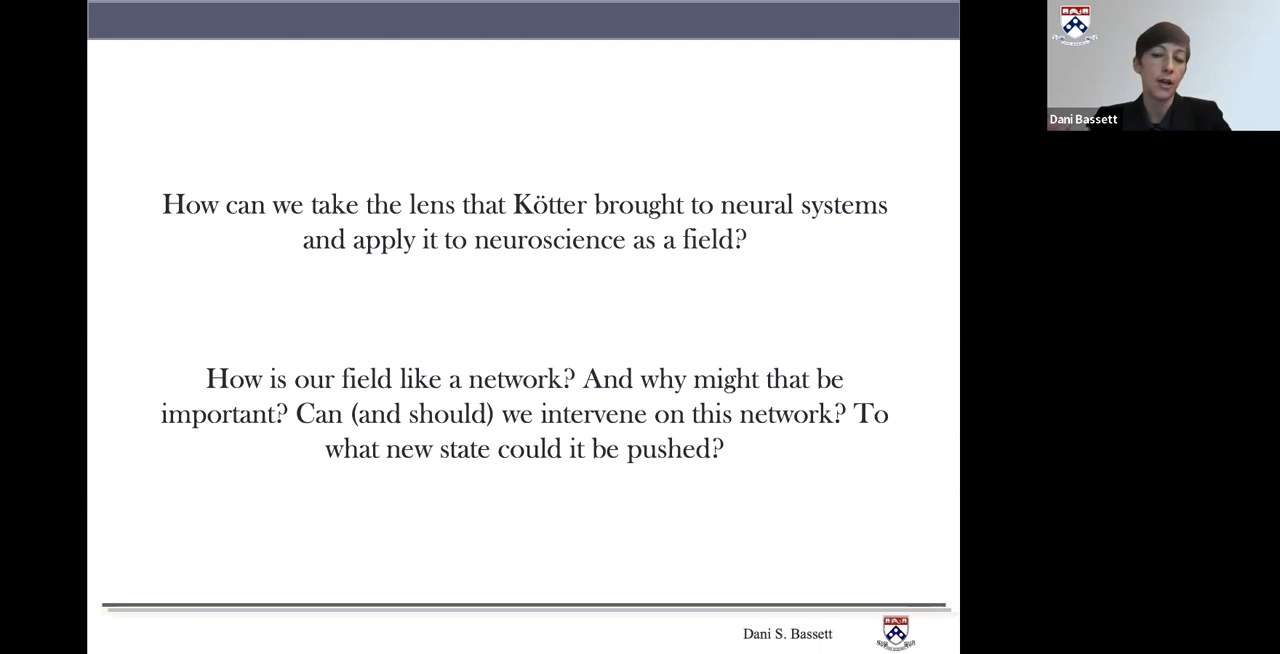 How can we take the lens that Kötter brought to neural systems
and apply it to neuroscience as a field?
How is our field like a network? And why might that be
important? Can (and should) we intervene on this network? To
what new state could it be pushed?
Dani S. Bassett
Dani Bassett